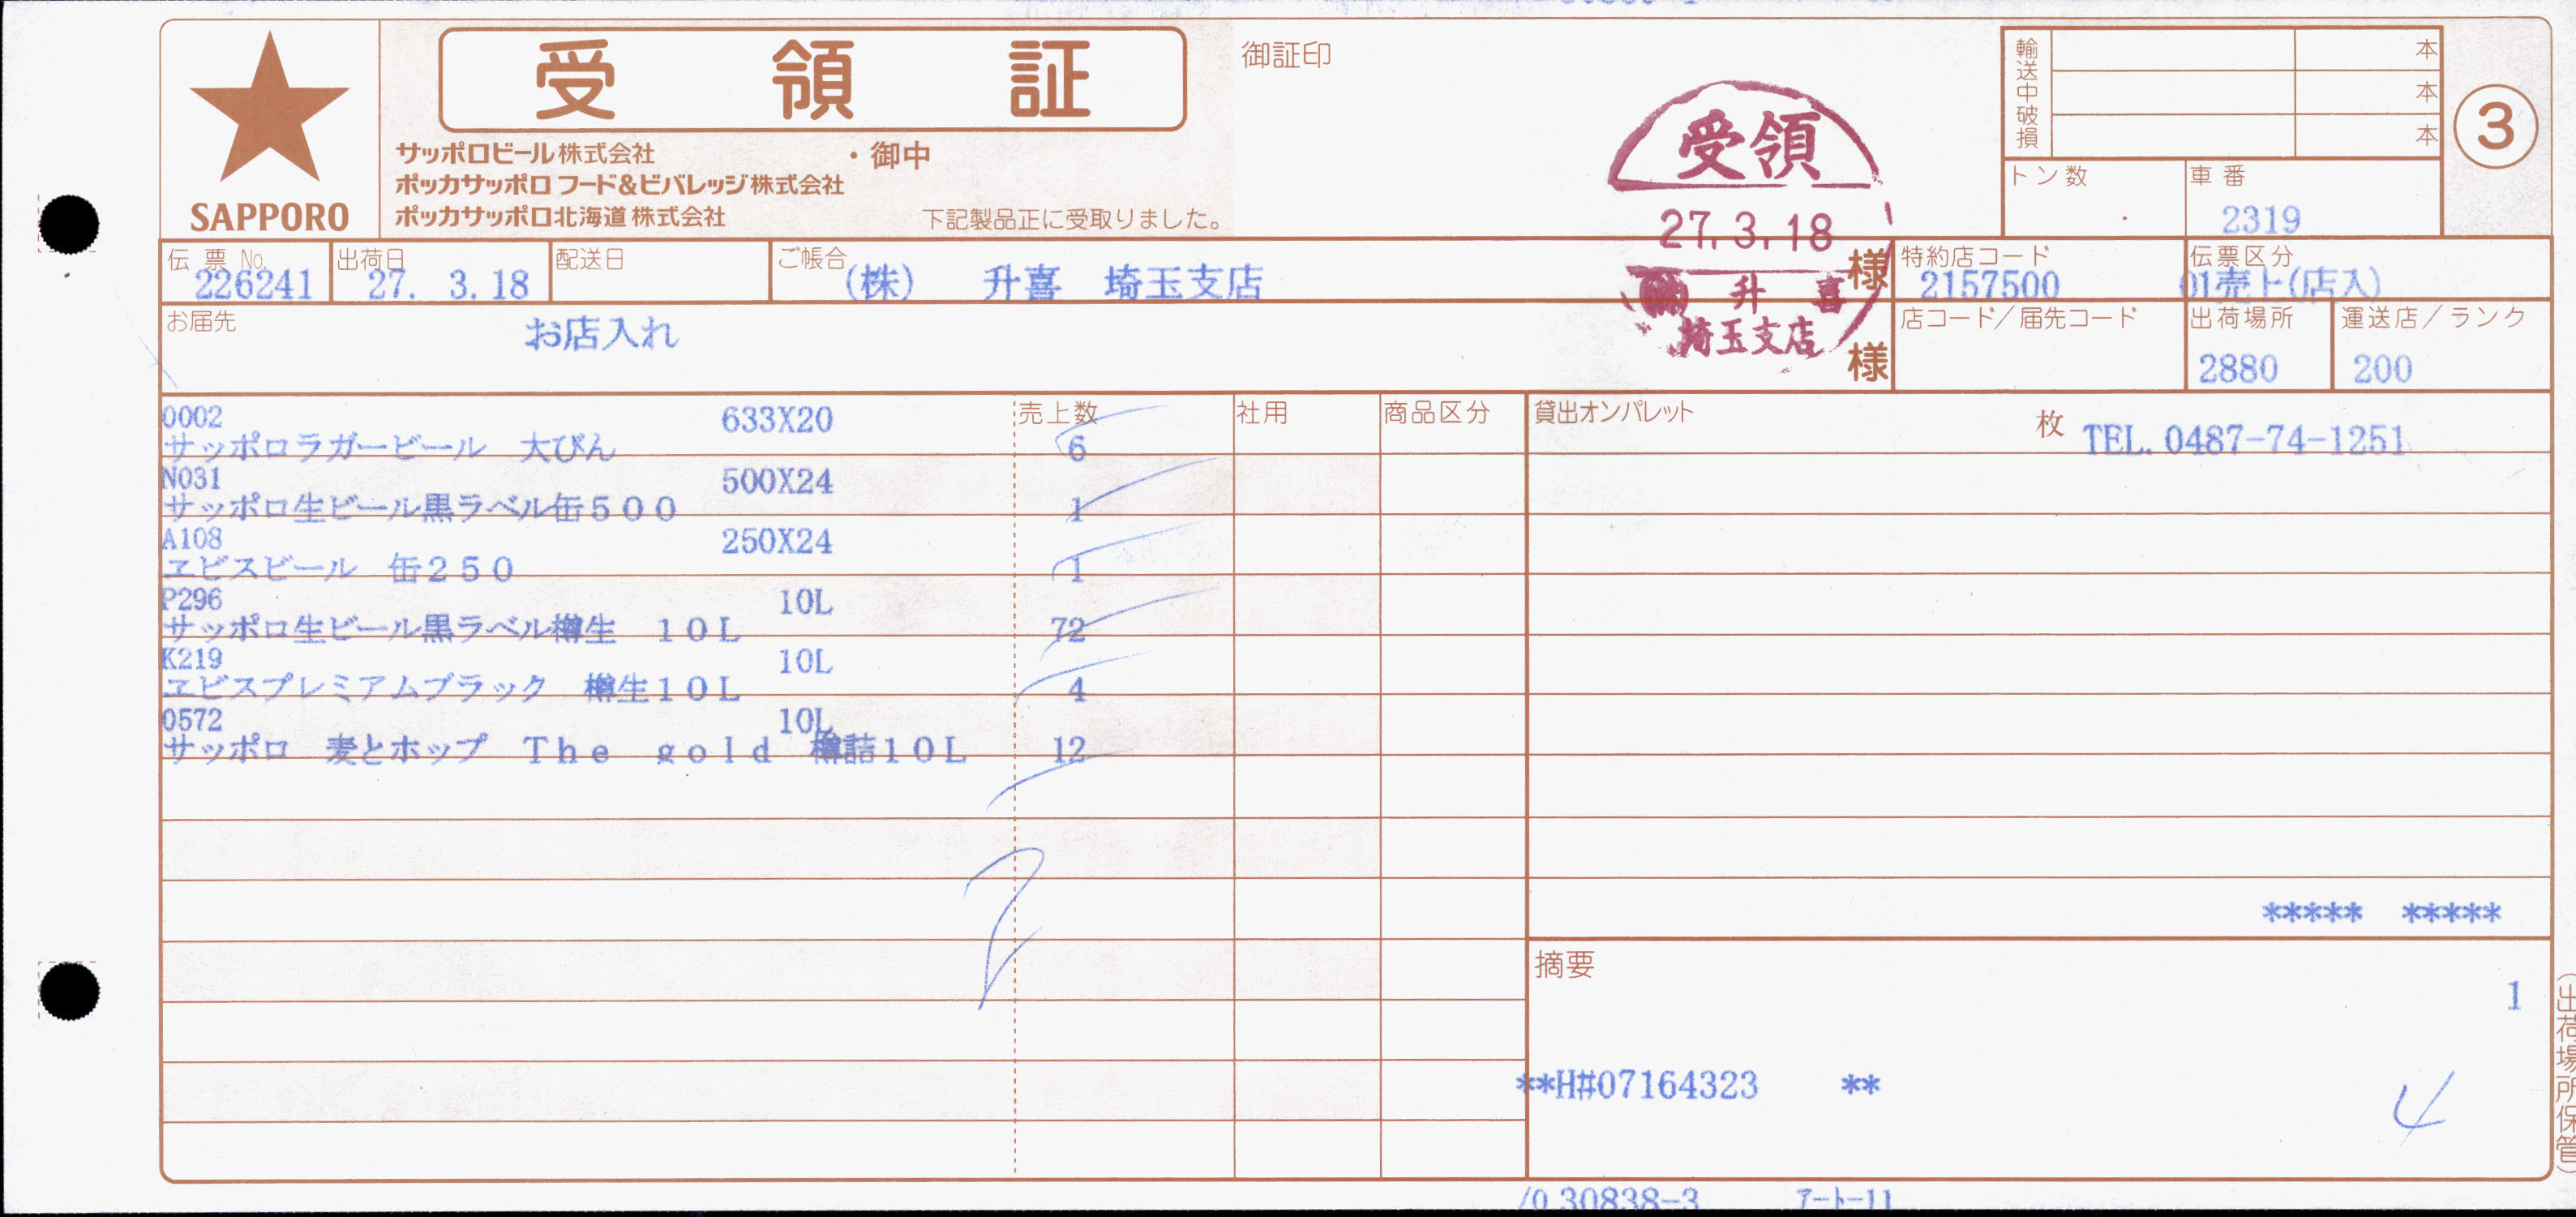 受領証
御証印
サッポロビール株式会社 ・御中
ポッカサッポロ フード&ビバレッジ株式会社
ポッカサッポロ北海道株式会社
下記製品正に受取りました。
SAPPORO
受領
27.3.18
升喜
埼玉支店
輸送中破損
本
本
本
③
トン数 ・
車番 2319
伝票No. 226241
出荷日 27. 3.18
配送日
ご帳合 (株) 升喜 埼玉支店 様
特約店コード 2157500
伝票区分 01売上(店入)
お届先 お店入れ 様
店コード/届先コード
出荷場所 2880
運送店/ランク 200
売上数 社用 商品区分
貸出オンパレット 枚
TEL.0487-74-1251
0002 633X20
サッポロラガービール 大びん 6
N031 500X24
サッポロ生ビール黒ラベル缶500 1
A108 250X24
ヱビスビール 缶250 1
P296 10L
サッポロ生ビール黒ラベル樽生 10L 72
K219 10L
ヱビスプレミアムブラック 樽生10L 4
0572 10L
サッポロ 麦とホップ The gold 樽詰10L 12
***** *****
摘要
1
**H#07164323 **
(出荷場所保管)
/0 30838-3 ｱｰﾄ-11